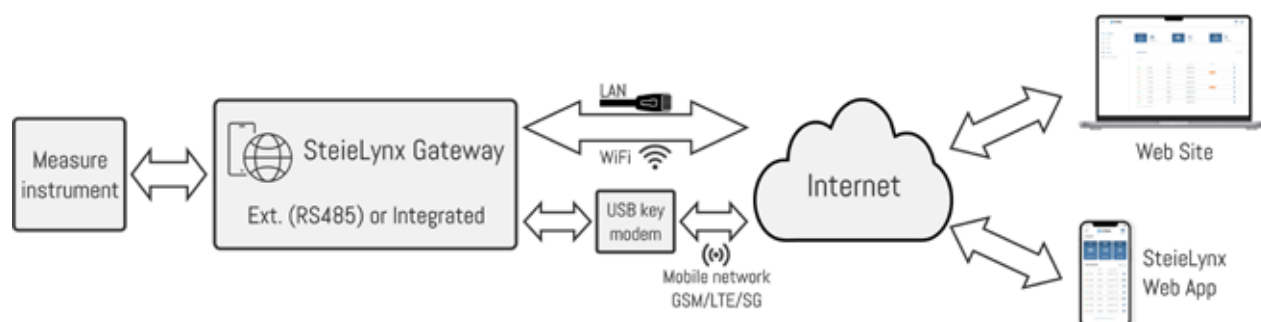 Measure
instrument
SteieLynx Gateway
Ext. (RS485) or Integrated
LAN
WiFi
USB key
modem
Mobile network
GSM/LTE/SG
Internet
Web Site
SteieLynx
Web App